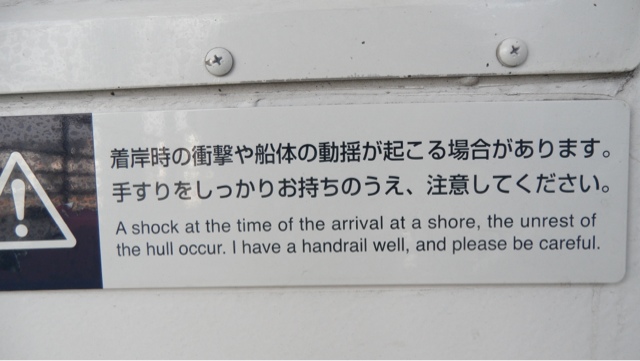 着岸時の衝撃や船体の動揺が起こる場合があります。
手すりをしっかりお持ちのうえ、注意してください。
A shock at the time of the arrival at a shore, the unrest of
the hull occur. I have a handrail well, and please be careful.